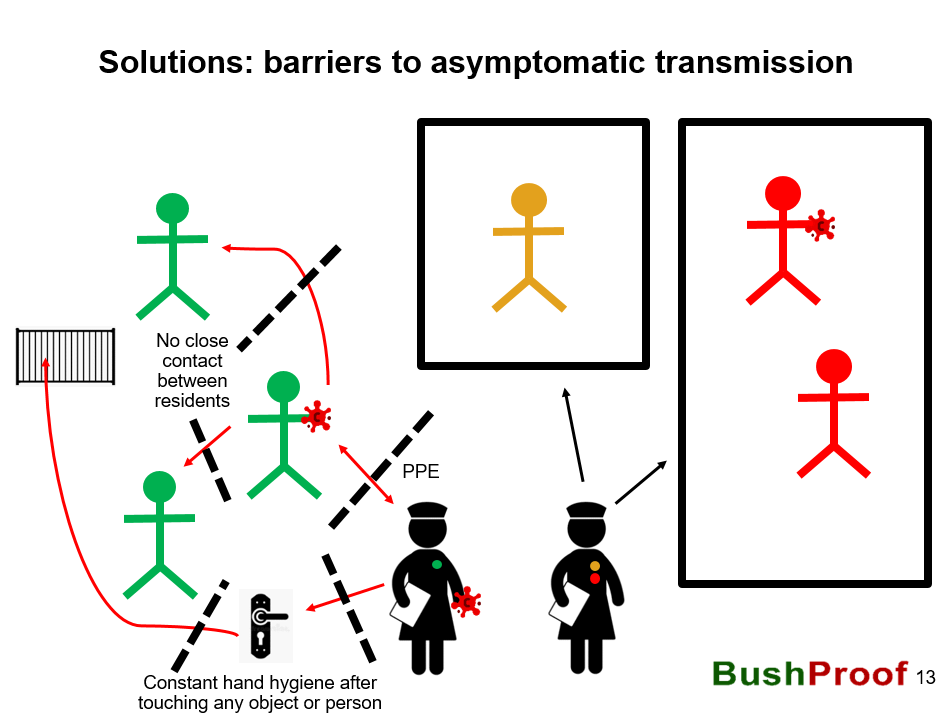 Solutions: barriers to asymptomatic transmission
No close
contact
between
residents
PPE
Constant hand hygiene after
touching any object or person
BushProof
13